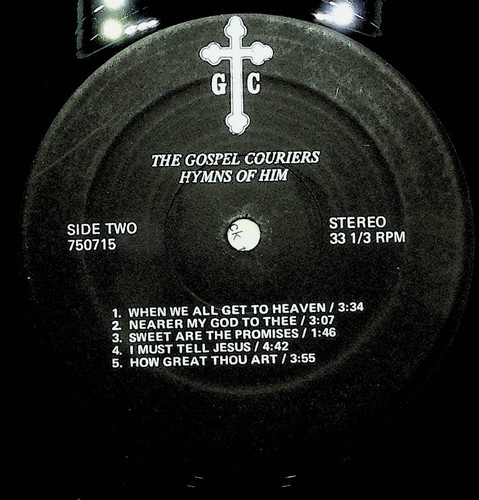 G C
THE GOSPEL COURIERS
HYMNS OF HIM
SIDE TWO
750715
STEREO
33 1/3 RPM
1. WHEN WE ALL GET TO HEAVEN / 3:34
2. NEARER MY GOD TO THEE / 3:07
3. SWEET ARE THE PROMISES / 1:46
4. I MUST TELL JESUS / 4:42
5. HOW GREAT THOU ART / 3:55